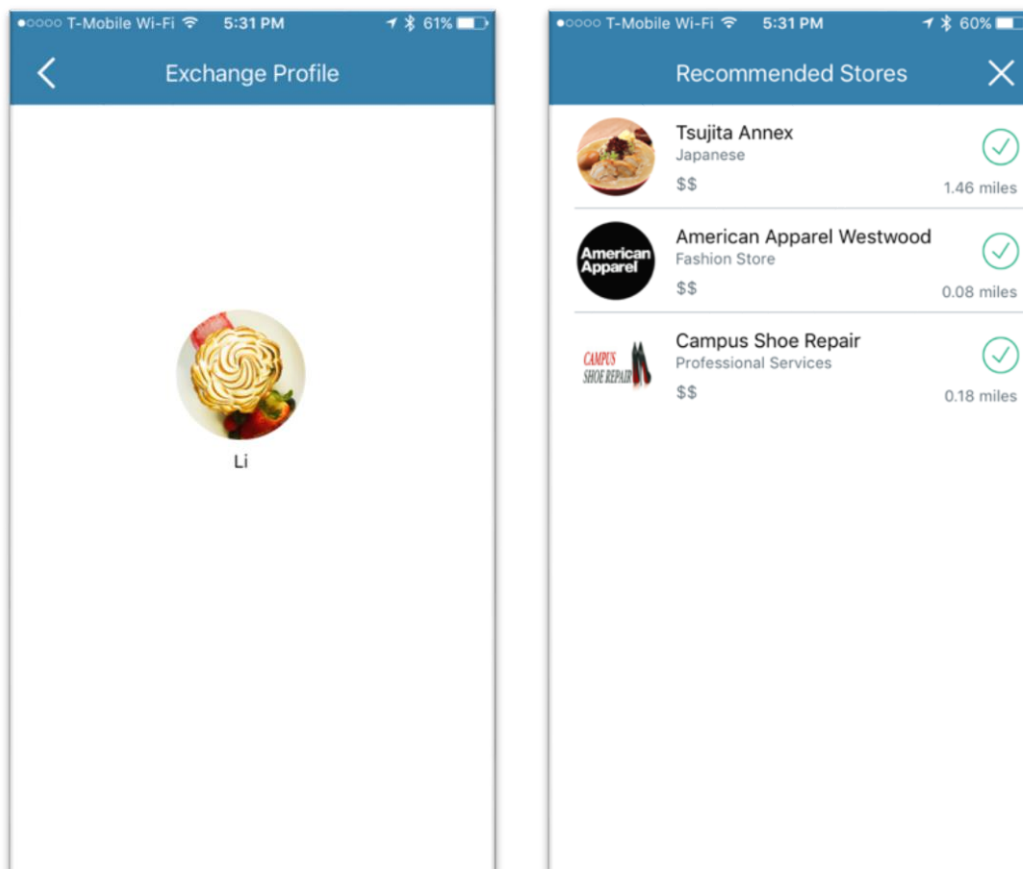 T-Mobile Wi-Fi 5:31 PM 61%
Exchange Profile
Li
T-Mobile Wi-Fi 5:31 PM 60%
Recommended Stores
Tsujita Annex
Japanese
$$
1.46 miles
American
Apparel
American Apparel Westwood
Fashion Store
$$
0.08 miles
CAMPUS
SHOE REPAIR
Campus Shoe Repair
Professional Services
$$
0.18 miles